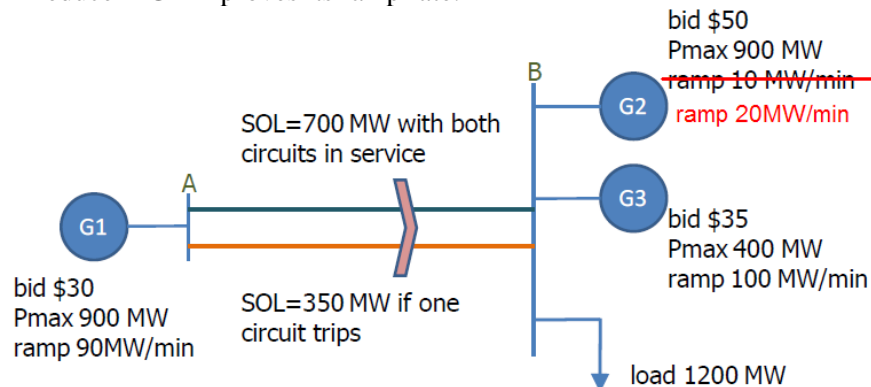 bid $50
Pmax 900 MW
ramp 10 MW/min
ramp 20MW/min
B
G2
SOL=700 MW with both
circuits in service
A
G1
G3
bid $35
Pmax 400 MW
ramp 100 MW/min
bid $30
Pmax 900 MW
ramp 90MW/min
SOL=350 MW if one
circuit trips
load 1200 MW